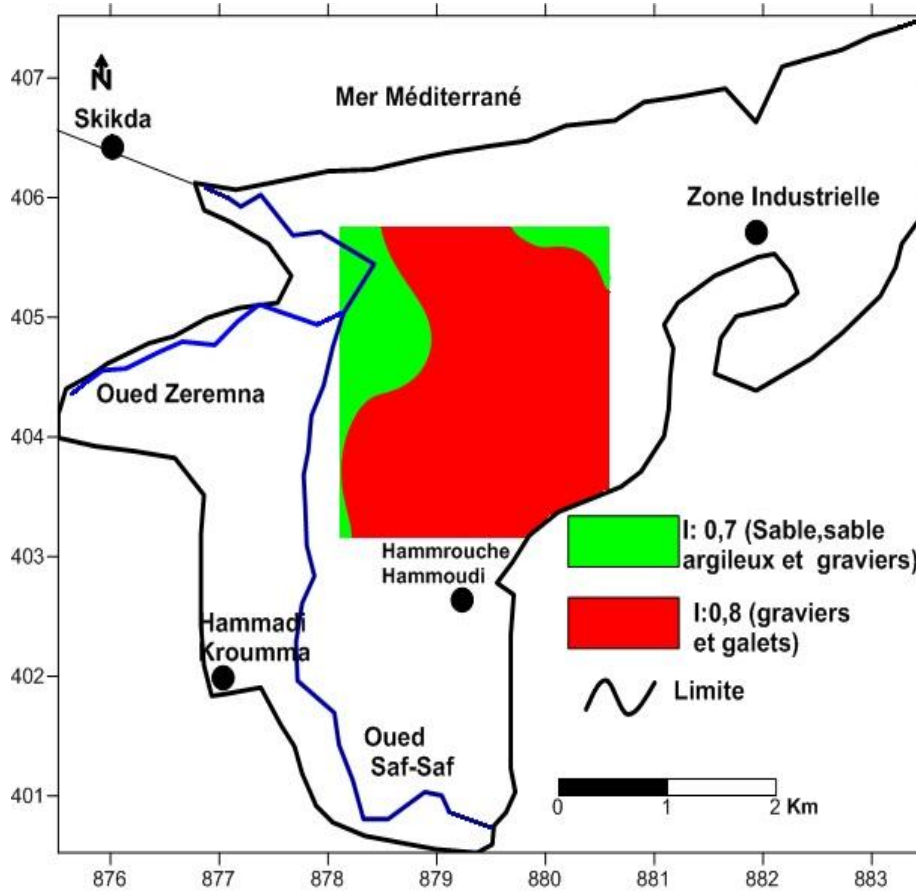 407
406
405
404
403
402
401
N
Skikda
Mer Méditerrané
Zone Industrielle
Oued Zeremna
Hammrouche
Hammoudi
Hammadi
Kroumma
Oued
Saf-Saf
I: 0,7 (Sable,sable
argileux et graviers)
I:0,8 (graviers
et galets)
Limite
0 1 2 Km
876 877 878 879 880 881 882 883